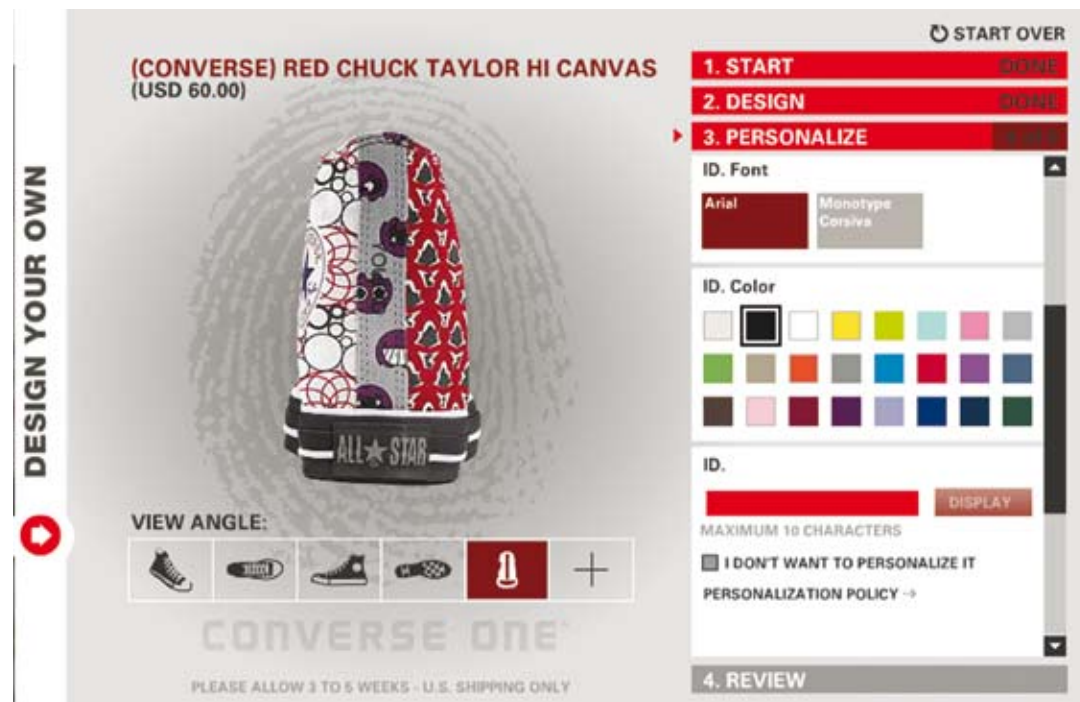 START OVER
(CONVERSE) RED CHUCK TAYLOR HI CANVAS
(USD 60.00)
1. START DONE
2. DESIGN DONE
3. PERSONALIZE
DESIGN YOUR OWN
ID. Font
Arial
Monotype
Corsiva
ID. Color
ALL STAR
ID.
DISPLAY
MAXIMUM 10 CHARACTERS
I DON'T WANT TO PERSONALIZE IT
PERSONALIZATION POLICY →
VIEW ANGLE:
CONVERSE ONE
PLEASE ALLOW 3 TO 5 WEEKS - U.S. SHIPPING ONLY
4. REVIEW